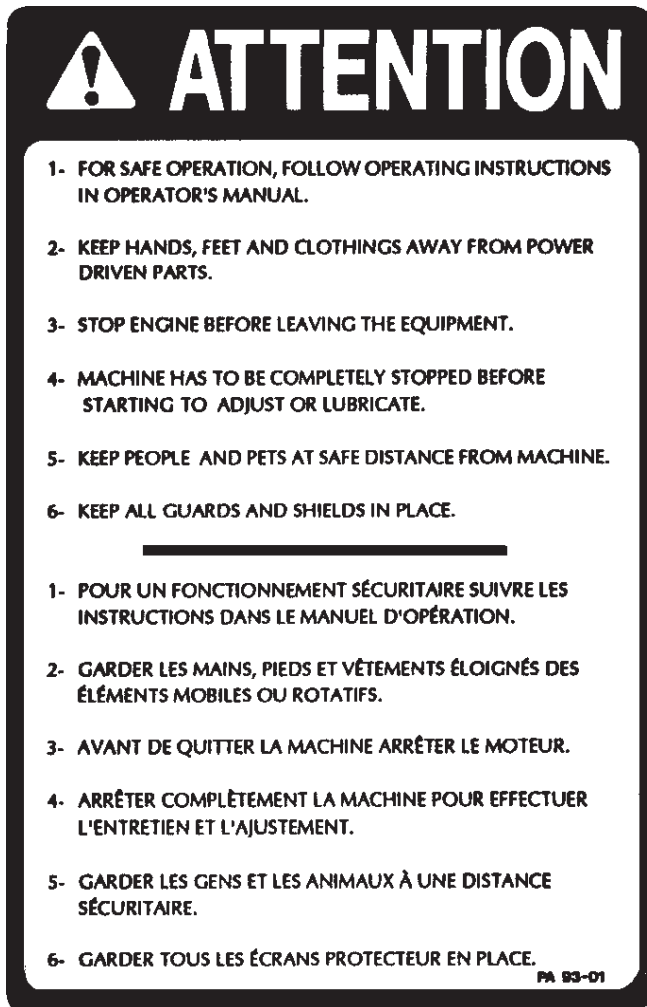 ATTENTION
1- FOR SAFE OPERATION, FOLLOW OPERATING INSTRUCTIONS
IN OPERATOR'S MANUAL.
2- KEEP HANDS, FEET AND CLOTHINGS AWAY FROM POWER
DRIVEN PARTS.
3- STOP ENGINE BEFORE LEAVING THE EQUIPMENT.
4- MACHINE HAS TO BE COMPLETELY STOPPED BEFORE
STARTING TO ADJUST OR LUBRICATE.
5- KEEP PEOPLE AND PETS AT SAFE DISTANCE FROM MACHINE.
6- KEEP ALL GUARDS AND SHIELDS IN PLACE.
1- POUR UN FONCTIONNEMENT SÉCURITAIRE SUIVRE LES
INSTRUCTIONS DANS LE MANUEL D'OPÉRATION.
2- GARDER LES MAINS, PIEDS ET VÊTEMENTS ÉLOIGNÉS DES
ÉLÉMENTS MOBILES OU ROTATIFS.
3- AVANT DE QUITTER LA MACHINE ARRÊTER LE MOTEUR.
4- ARRÊTER COMPLÈTEMENT LA MACHINE POUR EFFECTUER
L'ENTRETIEN ET L'AJUSTEMENT.
5- GARDER LES GENS ET LES ANIMAUX À UNE DISTANCE
SÉCURITAIRE.
6- GARDER TOUS LES ÉCRANS PROTECTEUR EN PLACE.
PA 93-01